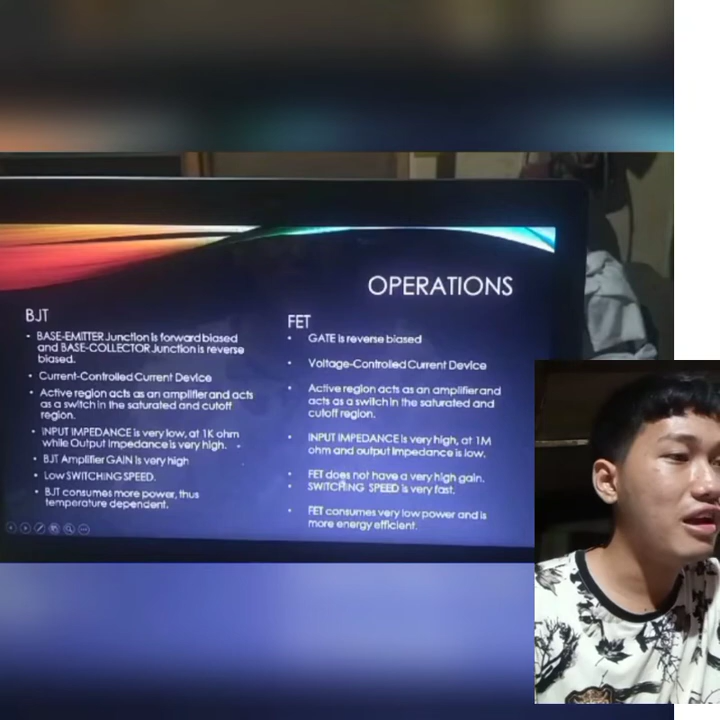 OPERATIONS
BJT
• BASE-EMITTER Junction is forward biased
and BASE-COLLECTOR Junction is reverse
biased.
• Current-Controlled Current Device
• Active region acts as an amplifier and acts
as a switch in the saturated and cutoff
region.
• INPUT IMPEDANCE is very low, at 1K ohm
while Output Impedance is very high.
• BJT Amplifier GAIN is very high
• Low SWITCHING SPEED.
• BJT consumes more power, thus
temperature dependent.
FET
• GATE is reverse biased
• Voltage-Controlled Current Device
• Active region acts as an amplifier and
acts as a switch in the saturated and
cutoff region.
• INPUT IMPEDANCE is very high, at 1M
ohm and output Impedance is low.
• FET does not have a very high gain.
• SWITCHING SPEED is very fast.
• FET consumes very low power and is
more energy efficient.